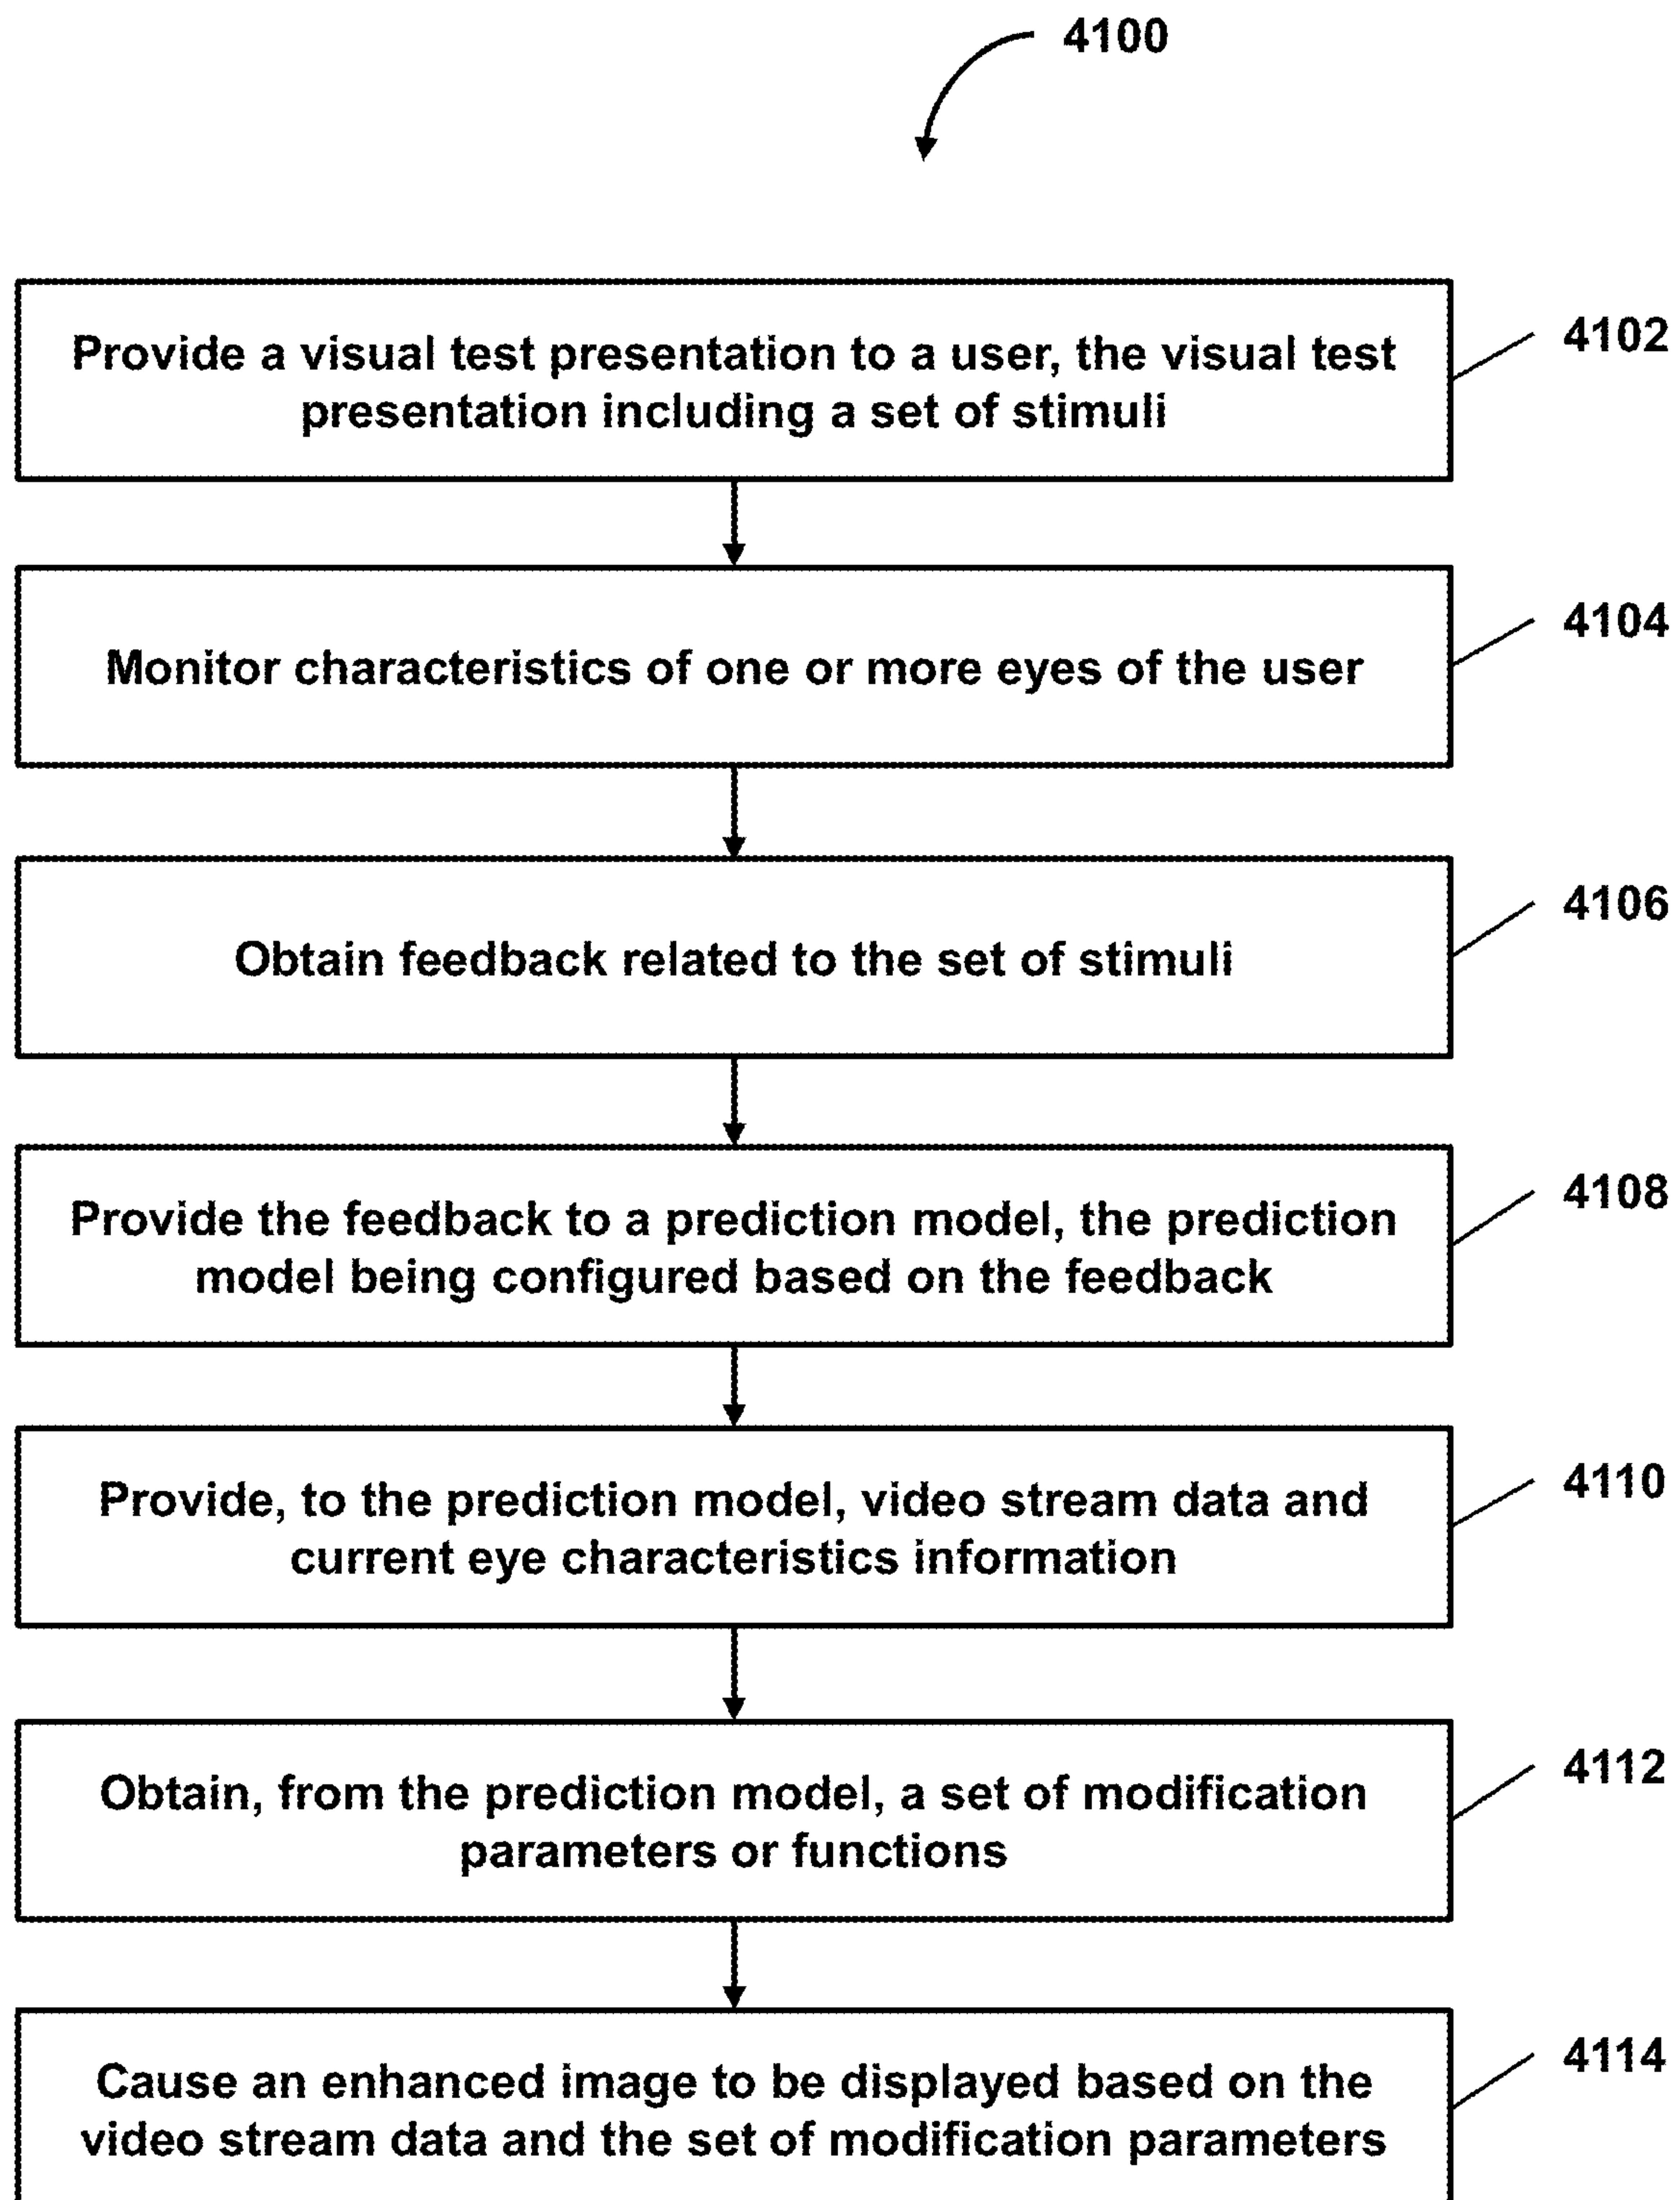 4100
Provide a visual test presentation to a user, the visual test
presentation including a set of stimuli
4102
Monitor characteristics of one or more eyes of the user
4104
Obtain feedback related to the set of stimuli
4106
Provide the feedback to a prediction model, the prediction
model being configured based on the feedback
4108
Provide, to the prediction model, video stream data and
current eye characteristics information
4110
Obtain, from the prediction model, a set of modification
parameters or functions
4112
Cause an enhanced image to be displayed based on the
video stream data and the set of modification parameters
4114